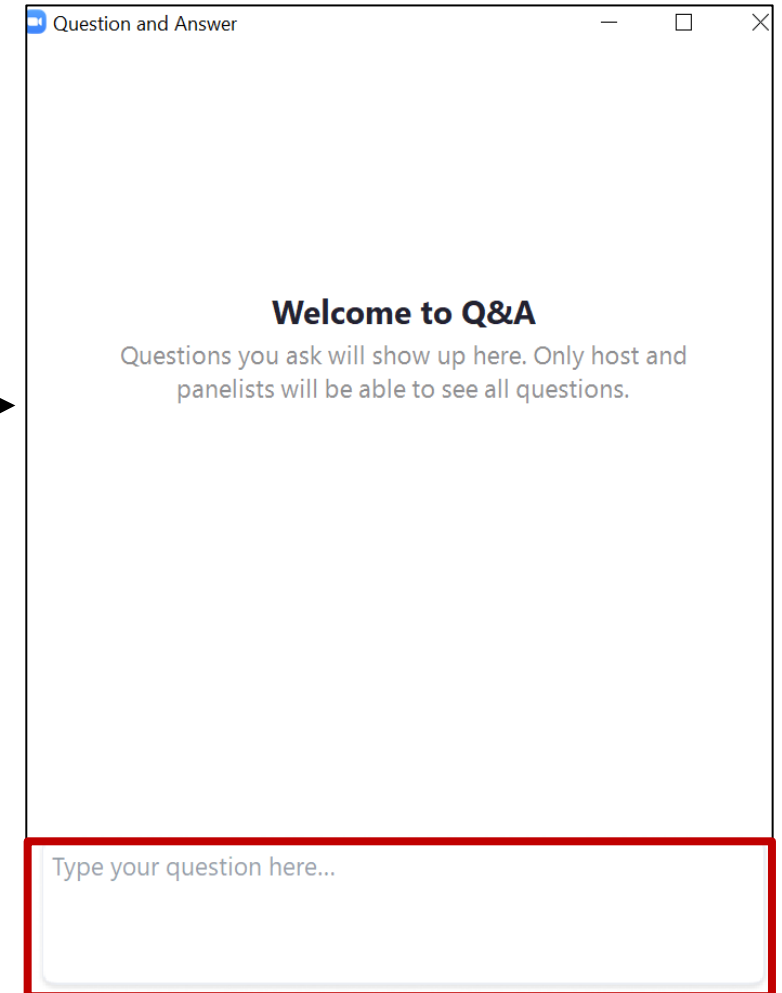 Question and Answer
Welcome to Q&A
Questions you ask will show up here. Only host and
panelists will be able to see all questions.
Type your question here...